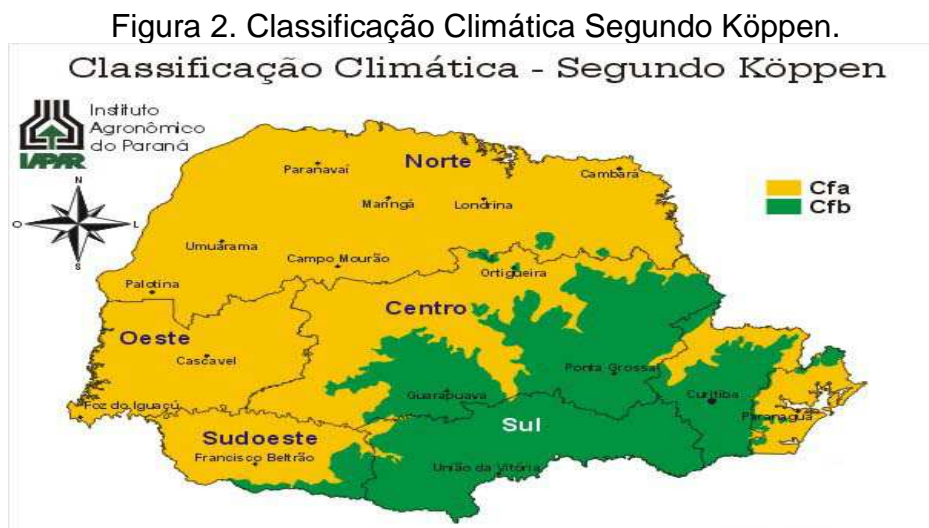 Figura 2. Classificação Climática Segundo Köppen.
Classificação Climática - Segundo Köppen
Instituto
Agronômico
do Paraná
IAPAR
N
O
L
S
Cfa
Cfb
Norte
Paranavaí
Cambará
Maringá
Londrina
Umuarama
Campo Mourão
Ortigueira
Palotina
Centro
Oeste
Cascavel
Ponta Grossa
Guarapuava
Curitiba
Foz do Iguaçú
Paranaguá
Sul
Sudoeste
Francisco Beltrão
União da Vitória